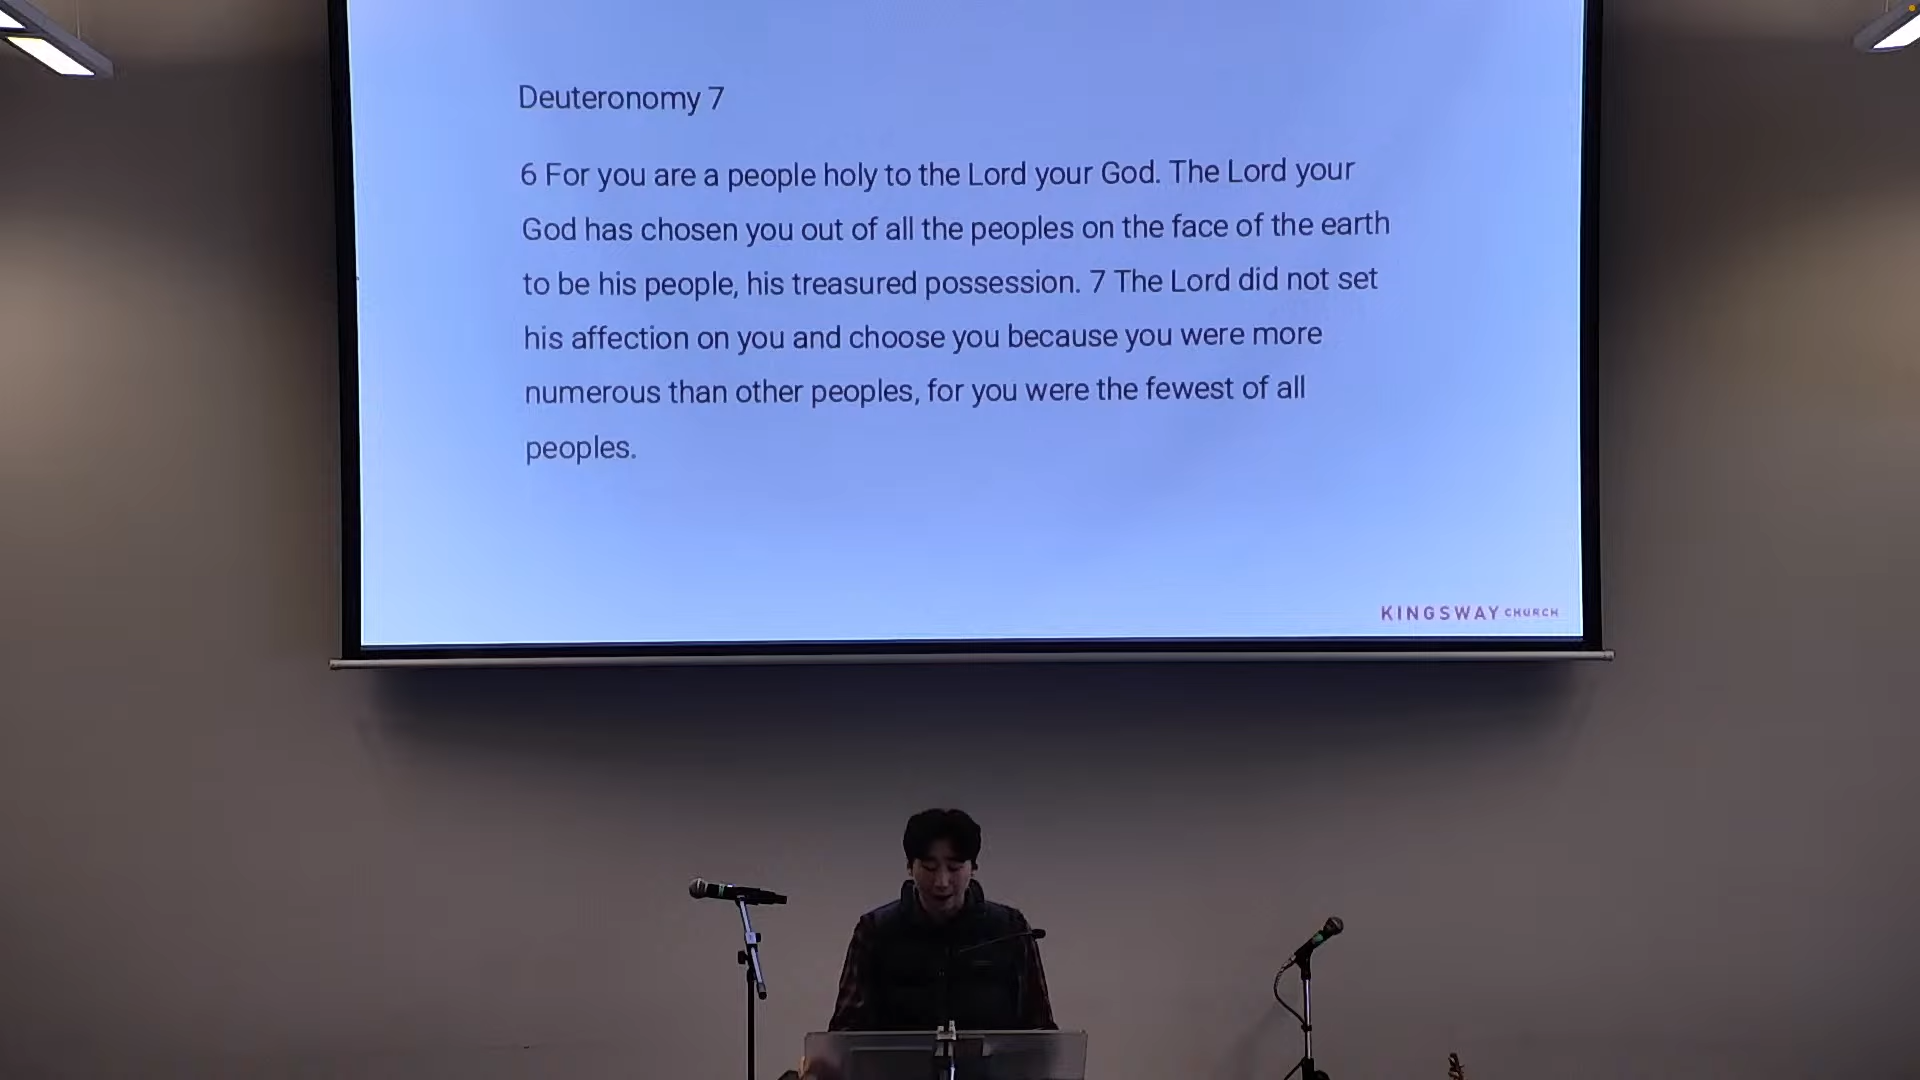 Deuteronomy 7
6 For you are a people holy to the Lord your God. The Lord your
God has chosen you out of all the peoples on the face of the earth
to be his people, his treasured possession. 7 The Lord did not set
his affection on you and choose you because you were more
numerous than other peoples, for you were the fewest of all
peoples.
KINGSWAY CHURCH